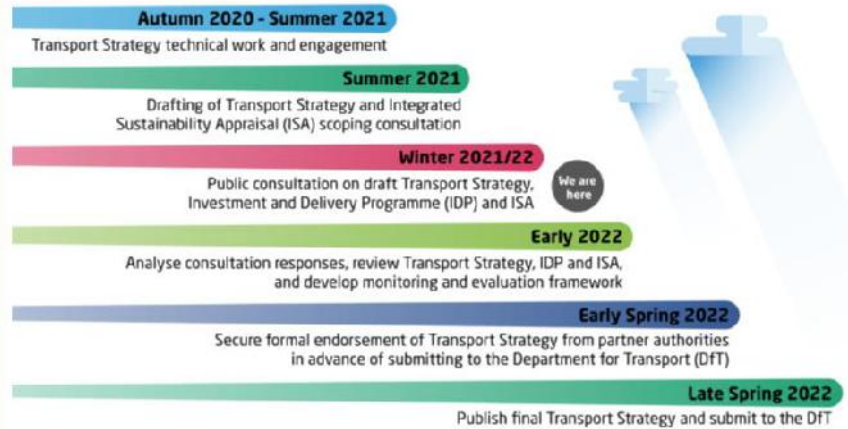 Autumn 2020 - Summer 2021
Transport Strategy technical work and engagement
Summer 2021
Drafting of Transport Strategy and Integrated
Sustainability Appraisal (ISA) scoping consultation
Winter 2021/22
Public consultation on draft Transport Strategy,
Investment and Delivery Programme (IDP) and ISA
We are
here
Early 2022
Analyse consultation responses, review Transport Strategy, IDP and ISA,
and develop monitoring and evaluation framework
Early Spring 2022
Secure formal endorsement of Transport Strategy from partner authorities
in advance of submitting to the Department for Transport (DfT)
Late Spring 2022
Publish final Transport Strategy and submit to the DfT